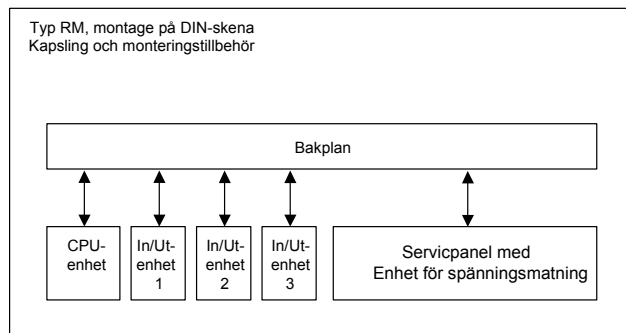 Typ RM, montage på DIN-skena
Kapsling och monteringstillbehör
Bakplan
CPU-
enhet
In/Ut-
enhet
1
In/Ut-
enhet
2
In/Ut-
enhet
3
Servicpanel med
Enhet för spänningsmatning